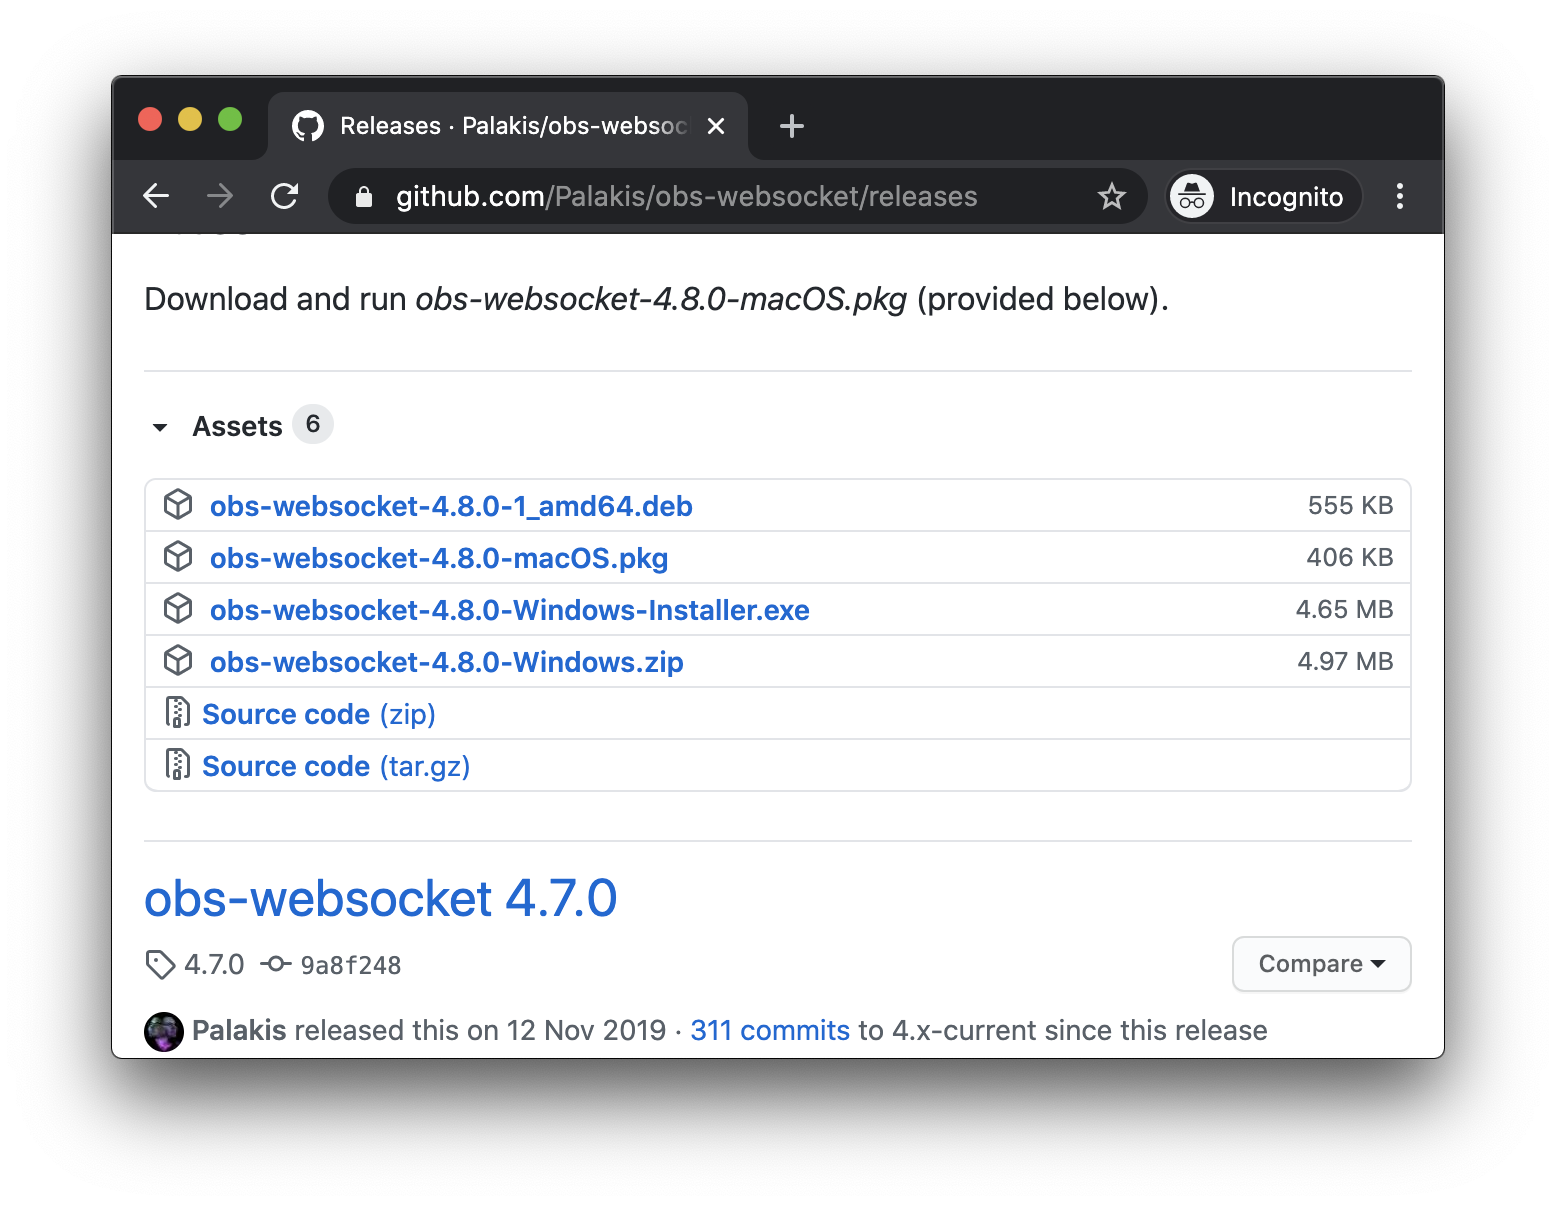 Releases · Palakis/obs-websoc
github.com/Palakis/obs-websocket/releases
Incognito
Download and run obs-websocket-4.8.0-macOS.pkg (provided below).
Assets 6
obs-websocket-4.8.0-1_amd64.deb 555 KB
obs-websocket-4.8.0-macOS.pkg 406 KB
obs-websocket-4.8.0-Windows-Installer.exe 4.65 MB
obs-websocket-4.8.0-Windows.zip 4.97 MB
Source code (zip)
Source code (tar.gz)
obs-websocket 4.7.0
4.7.0 9a8f248
Compare
Palakis released this on 12 Nov 2019 · 311 commits to 4.x-current since this release